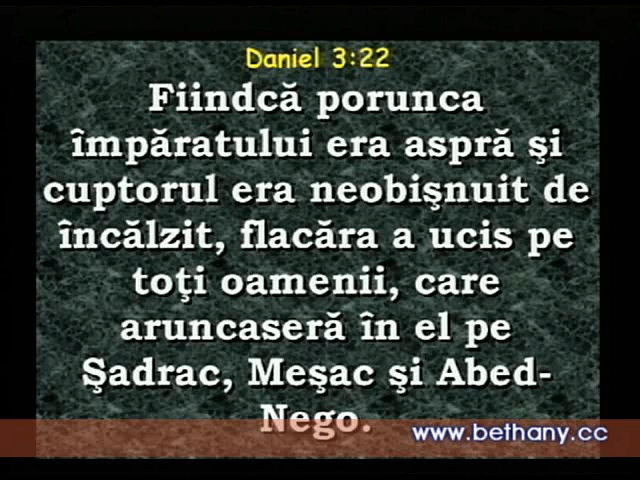 Daniel 3:22
Fiindcă porunca
împăratului era aspră şi
cuptorul era neobişnuit de
încălzit, flacăra a ucis pe
toţi oamenii, care
aruncaseră în el pe
Şadrac, Meşac şi Abed-
Nego.
www.bethany.cc